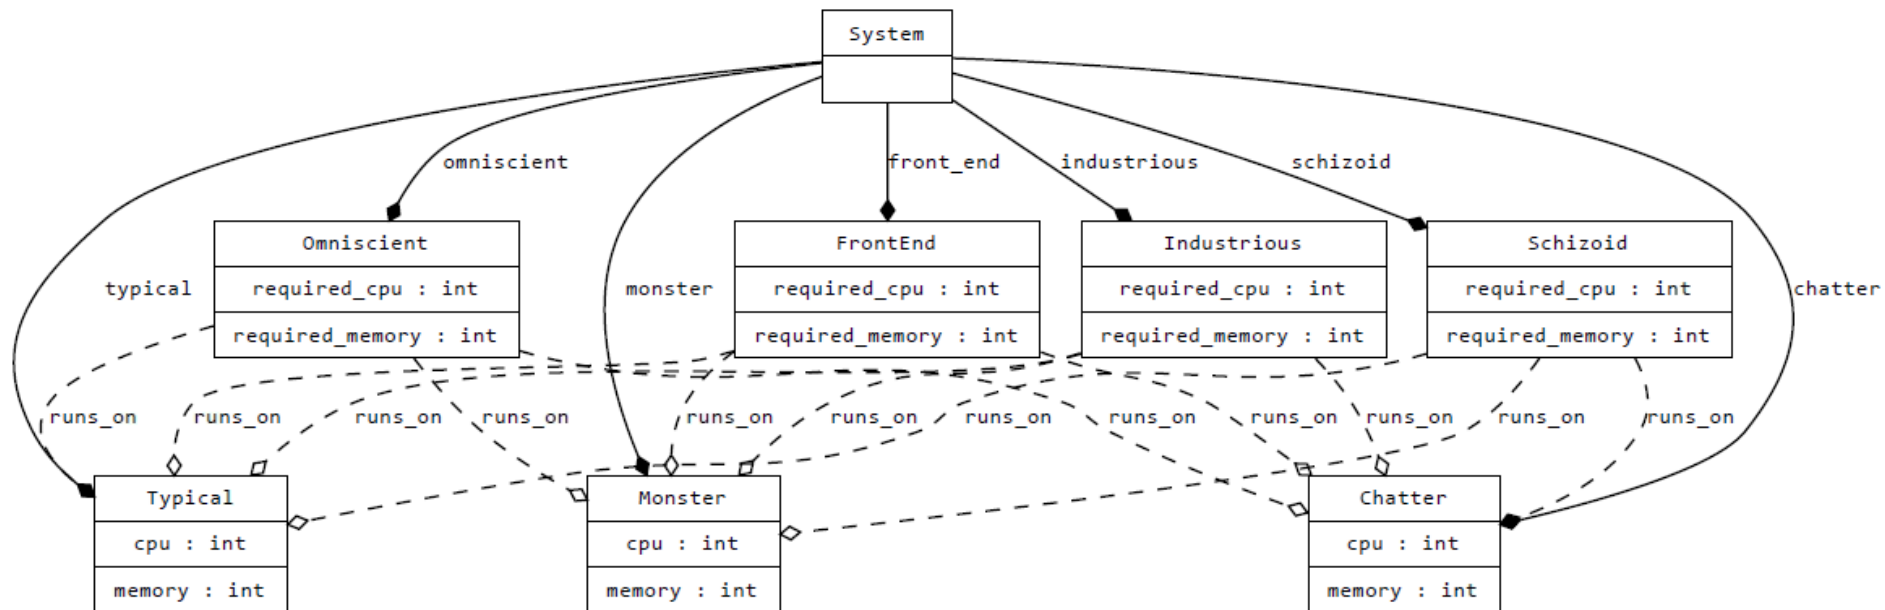 System
omniscient
front_end
industrious
schizoid
Omniscient
FrontEnd
Industrious
Schizoid
typical
required_cpu : int
monster
required_cpu : int
required_cpu : int
required_cpu : int
chatter
required_memory : int
required_memory : int
required_memory : int
required_memory : int
runs_on
runs_on
runs_on
runs_on
runs_on
runs_on
runs_on
runs_on
runs_on
runs_on
runs_on
runs_on
Typical
Monster
Chatter
cpu : int
cpu : int
cpu : int
memory : int
memory : int
memory : int